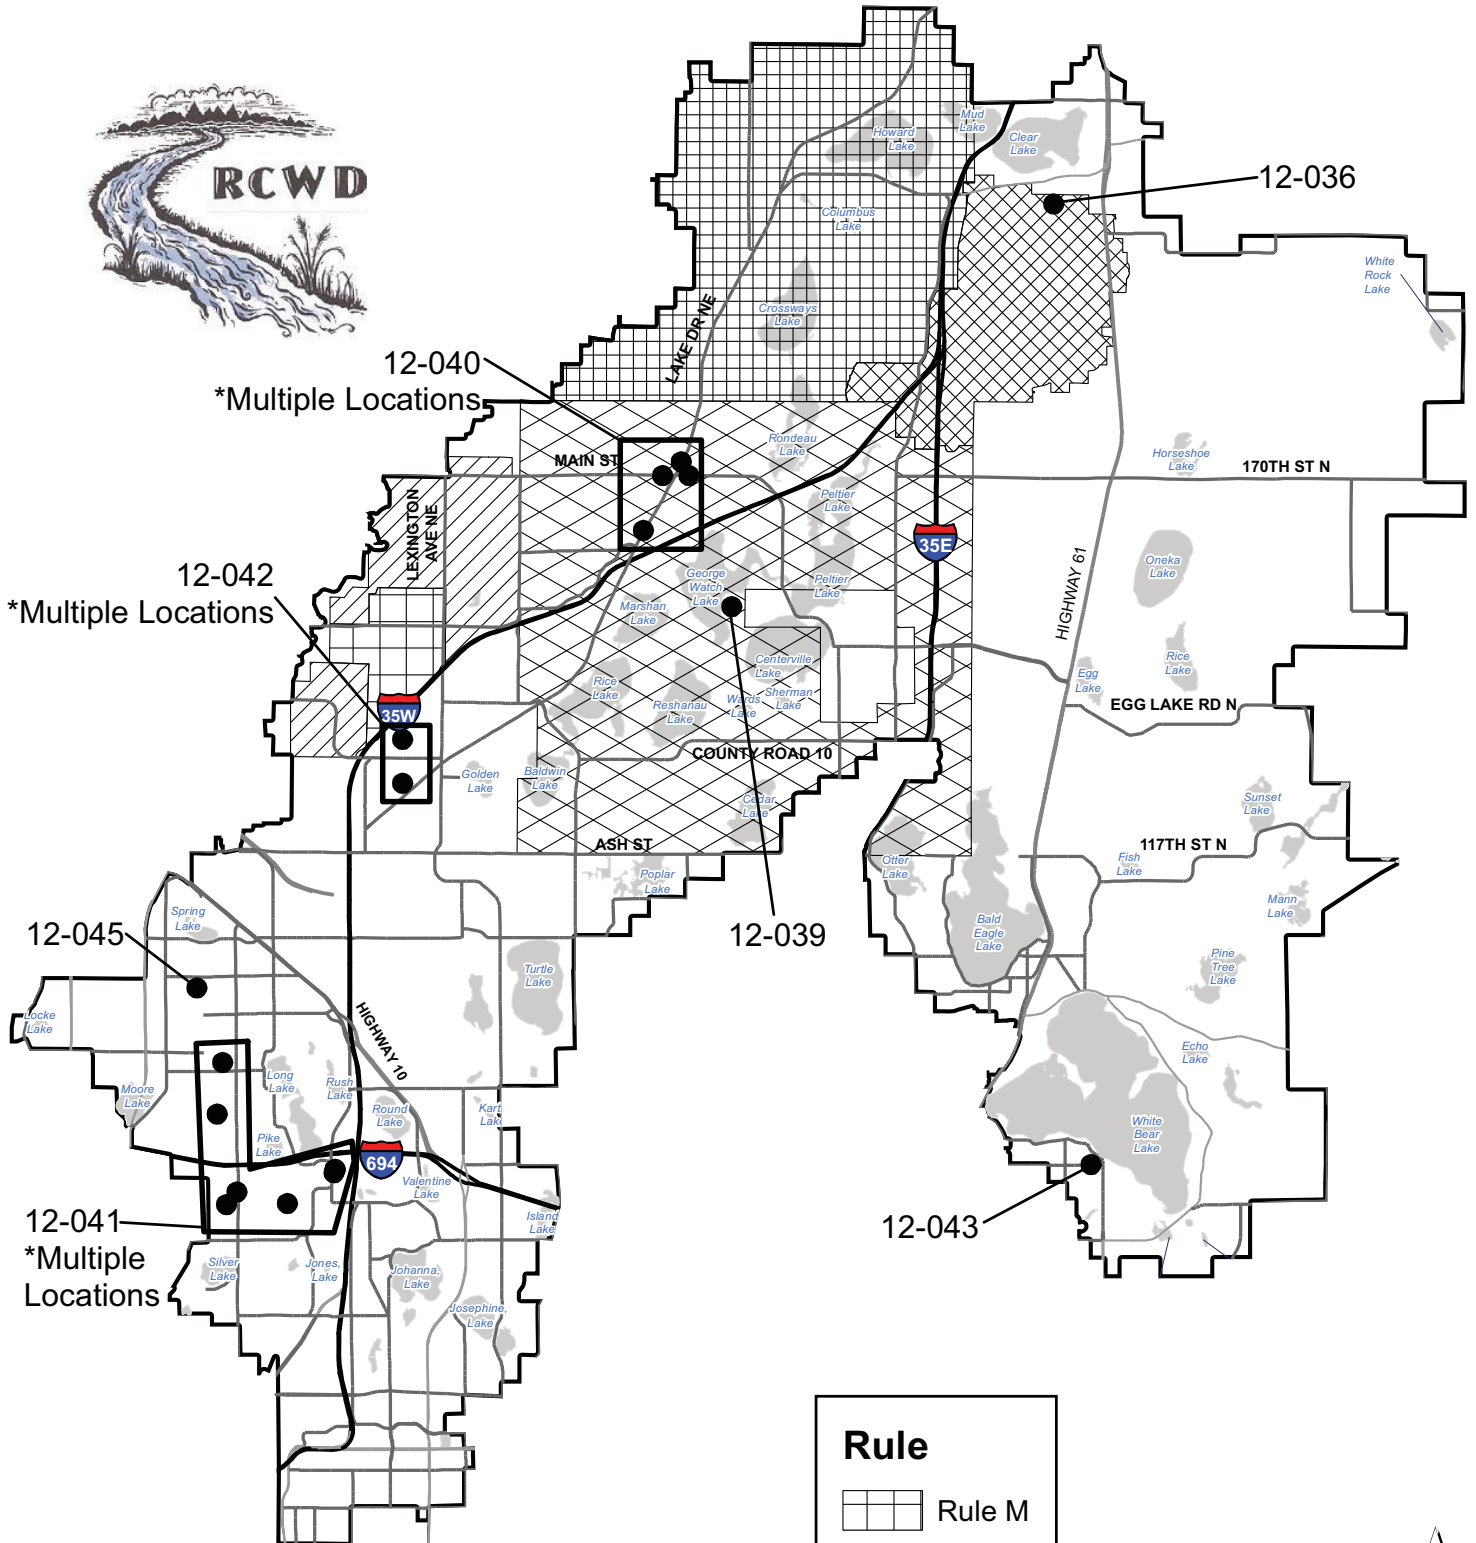 Mud
Lake
Howard
Lake
Clear
Lake
RCWD
12-036
Columbus
Lake
White
Rock
Lake
Crossways
Lake
LAKE DR NE
12-040
*Multiple Locations
Rondeau
Lake
MAIN ST
Horseshoe
Lake
170TH ST N
Peltier
Lake
LEXINGTON
AVE NE
35E
HIGHWAY 61
Oneka
Lake
12-042
*Multiple Locations
George
Watch
Lake
Peltier
Lake
Marshan
Lake
Centerville
Lake
Rice
Lake
Egg
Lake
Rice
Lake
Reshanau
Lake
Wards
Lake
Sherman
Lake
EGG LAKE RD N
35W
COUNTY ROAD 10
Golden
Lake
Baldwin
Lake
Cedar
Lake
Sunset
Lake
ASH ST
117TH ST N
Otter
Lake
Fish
Lake
Poplar
Lake
Mann
Lake
Spring
Lake
Bald
Eagle
Lake
12-045
12-039
Pine
Tree
Lake
Turtle
Lake
Locke
Lake
HIGHWAY 10
Echo
Lake
Long
Lake
Rush
Lake
Moore
Lake
Round
Lake
Kart
Lake
White
Bear
Lake
Pike
Lake
694
Valentine
Lake
12-041
*Multiple
Locations
Island
Lake
12-043
Silver
Lake
Jones,
Lake
Johanna,
Lake
Josephine,
Lake
Rule
Rule M